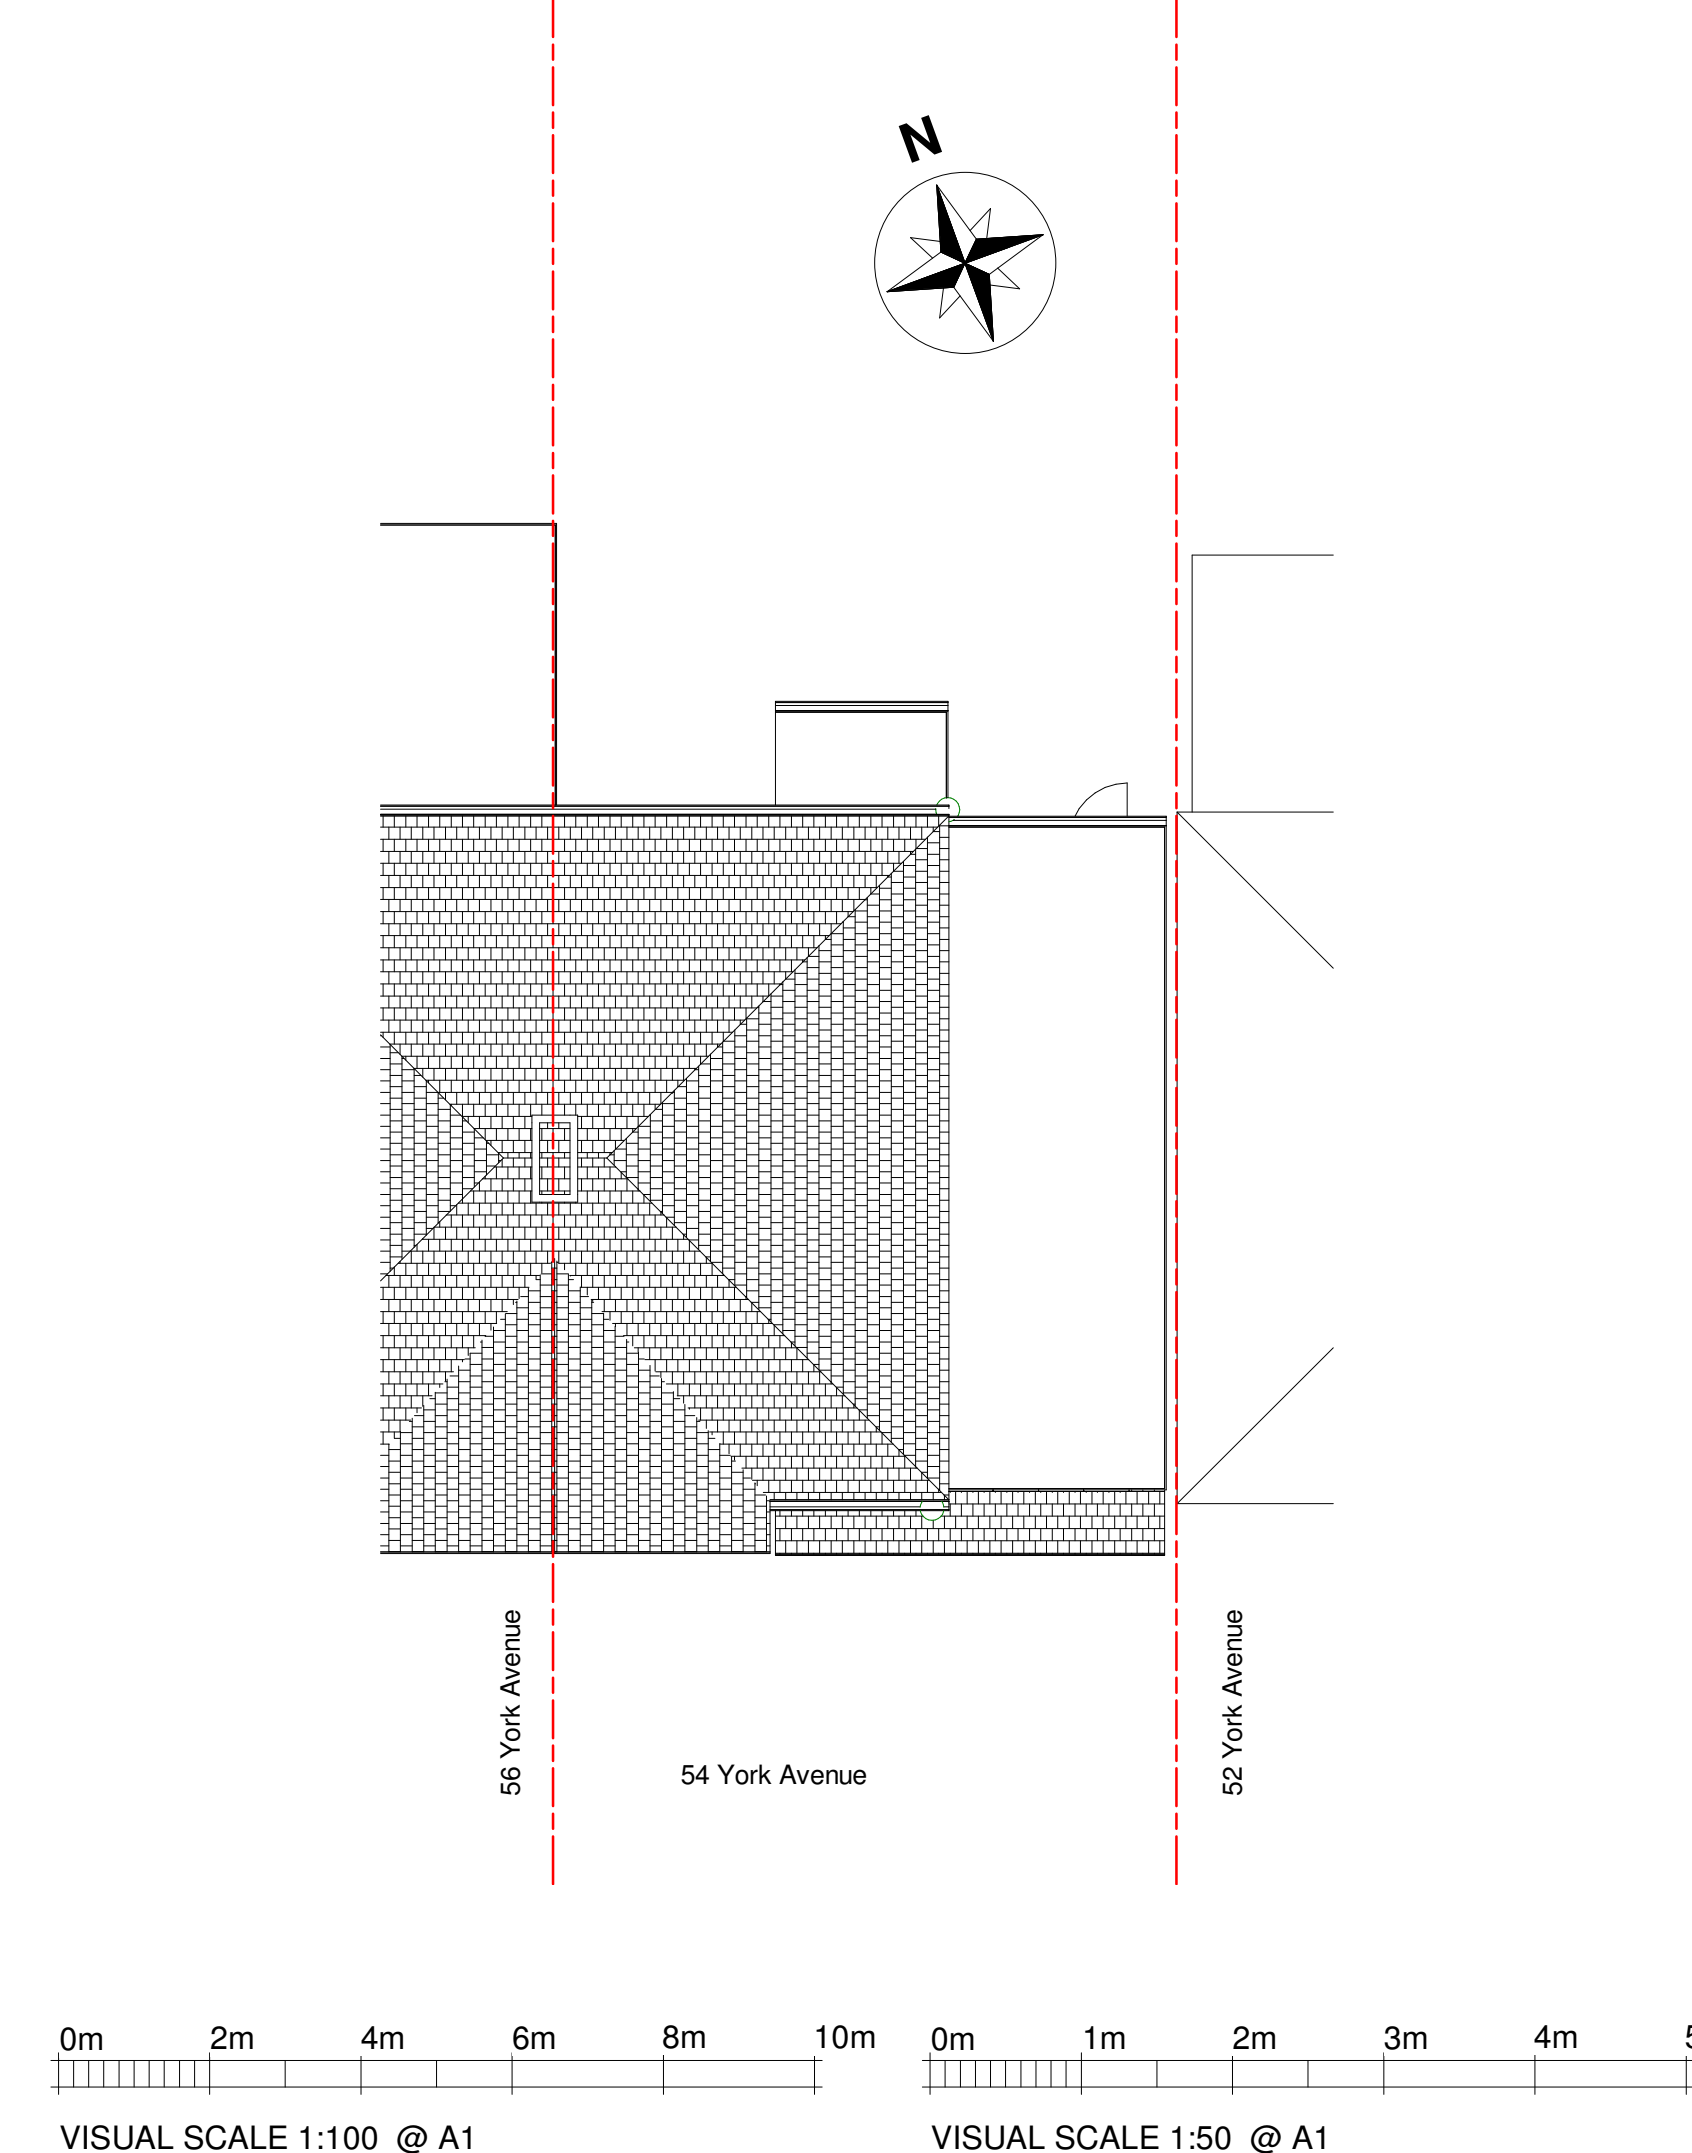 N
56 York Avenue
54 York Avenue
52 York Avenue
0m 2m 4m 6m 8m 10m
VISUAL SCALE 1:100 @ A1
0m 1m 2m 3m 4m
VISUAL SCALE 1:50 @ A1